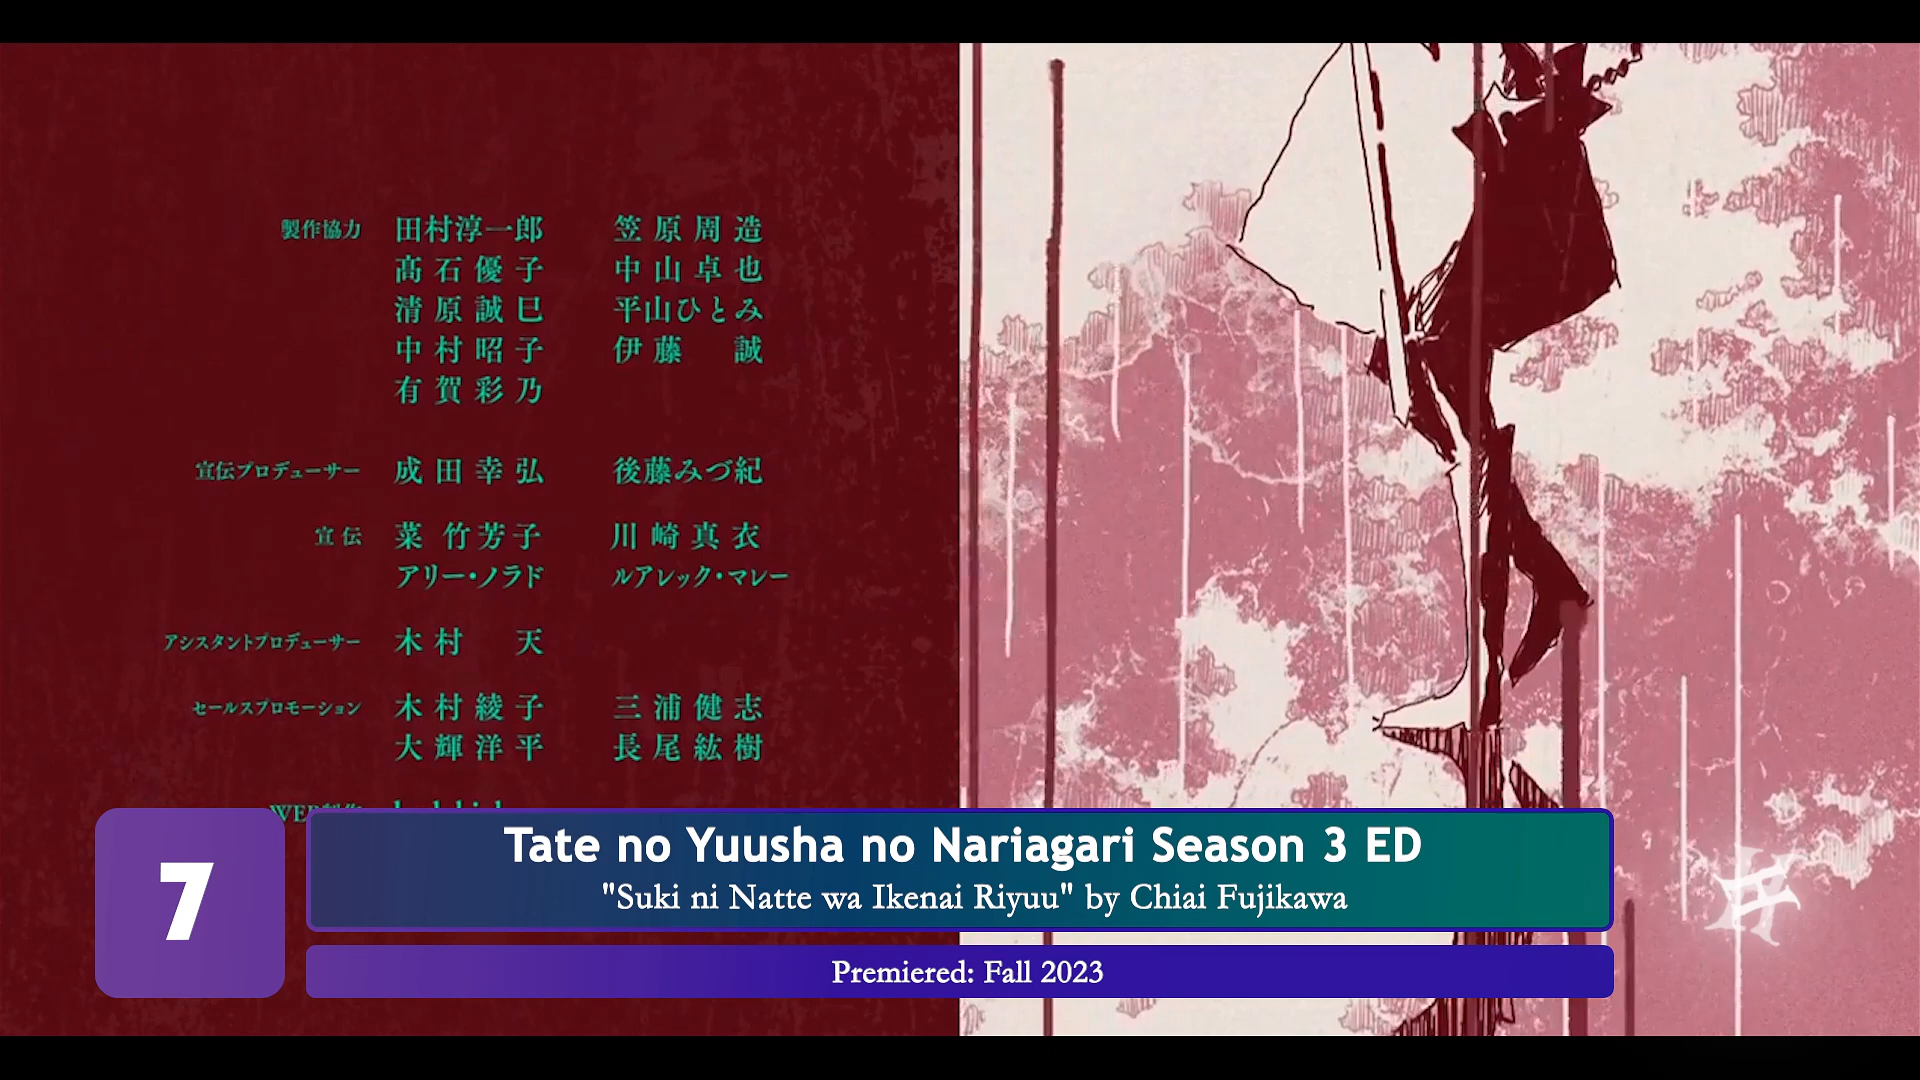 製作協力 田村淳一郎 笠原周造
髙石優子 中山卓也
清原誠巳 平山ひとみ
中村昭子 伊藤 誠
有賀彩乃
宣伝プロデューサー 成田幸弘 後藤みづ紀
宣伝 菜竹芳子 川崎真衣
アリー・ノラド ルアレック・マレー
アシスタントプロデューサー 木村 天
セールスプロモーション 木村綾子 三浦健志
大輝洋平 長尾紘樹
7
Tate no Yuusha no Nariagari Season 3 ED
"Suki ni Natte wa Ikenai Riyuu" by Chiai Fujikawa
Premiered: Fall 2023